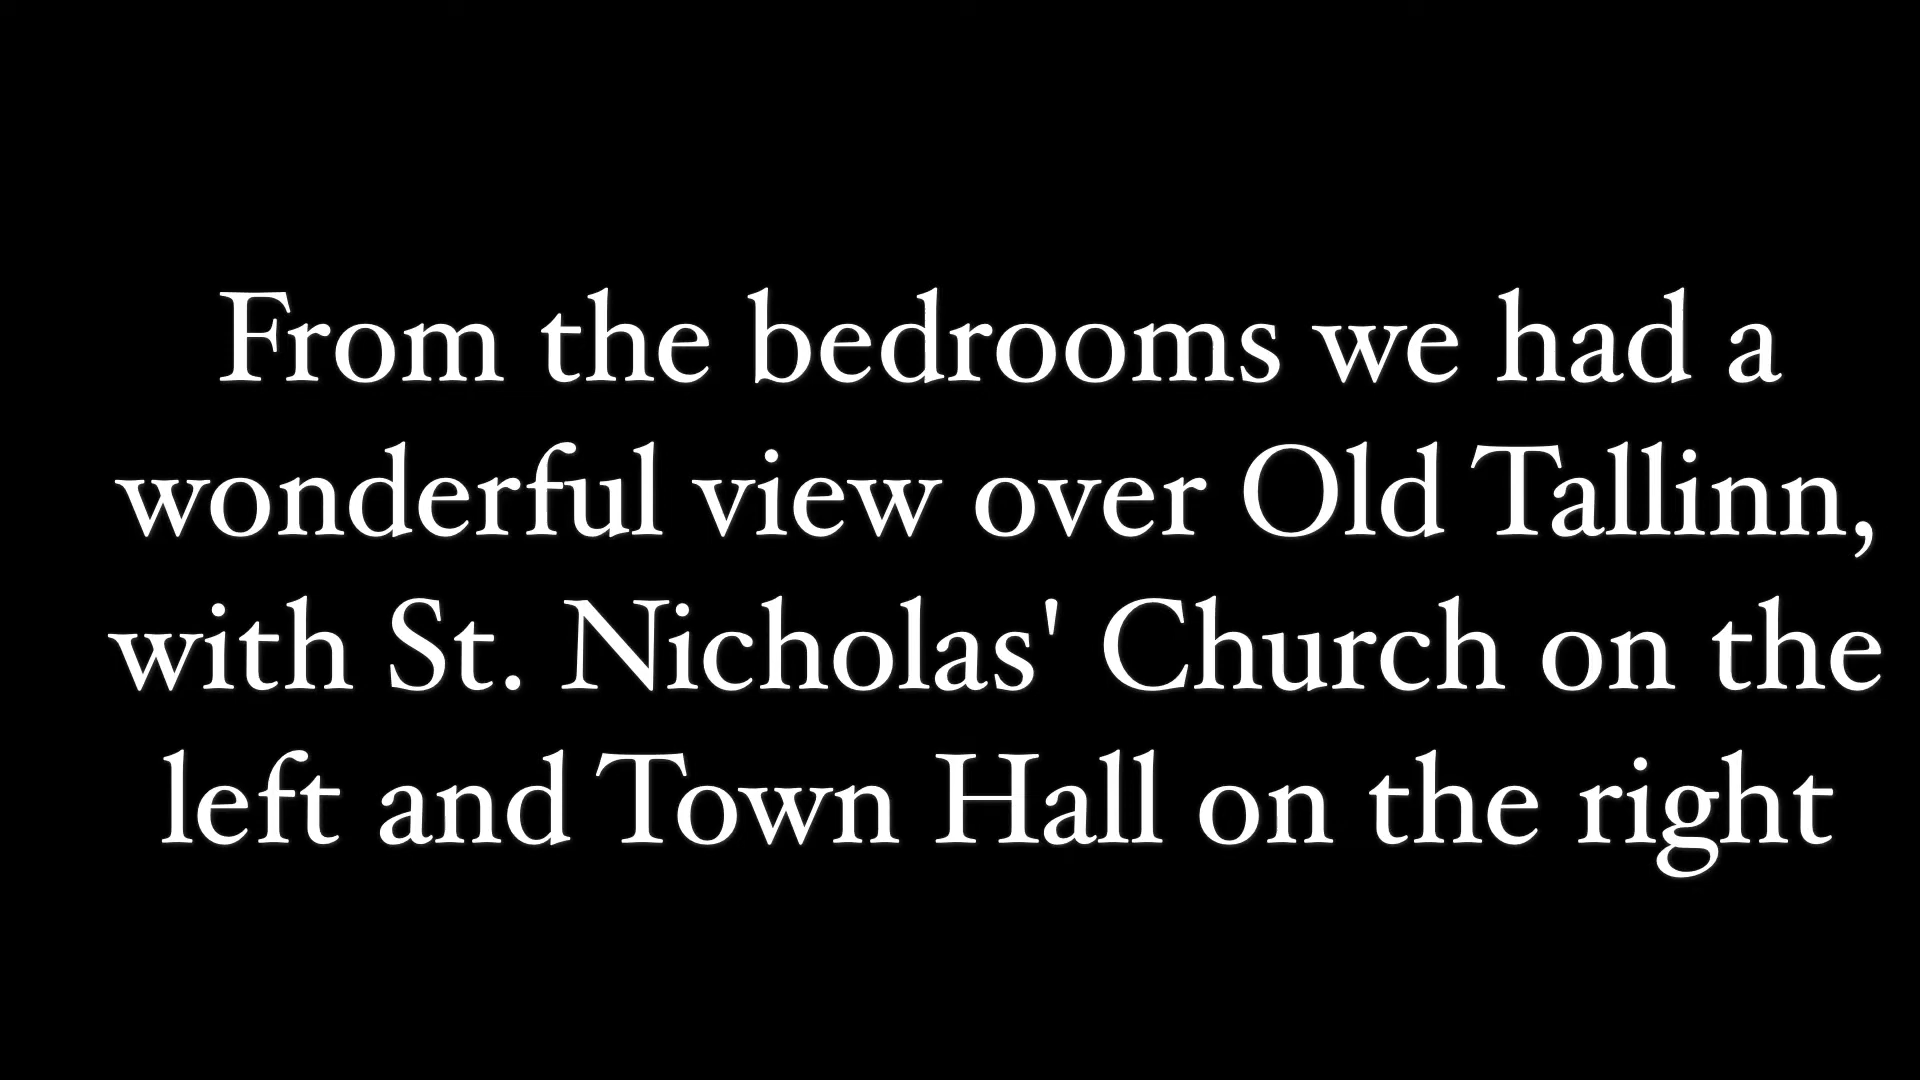 From the bedrooms we had a
wonderful view over Old Tallinn,
with St. Nicholas' Church on the
left and Town Hall on the right